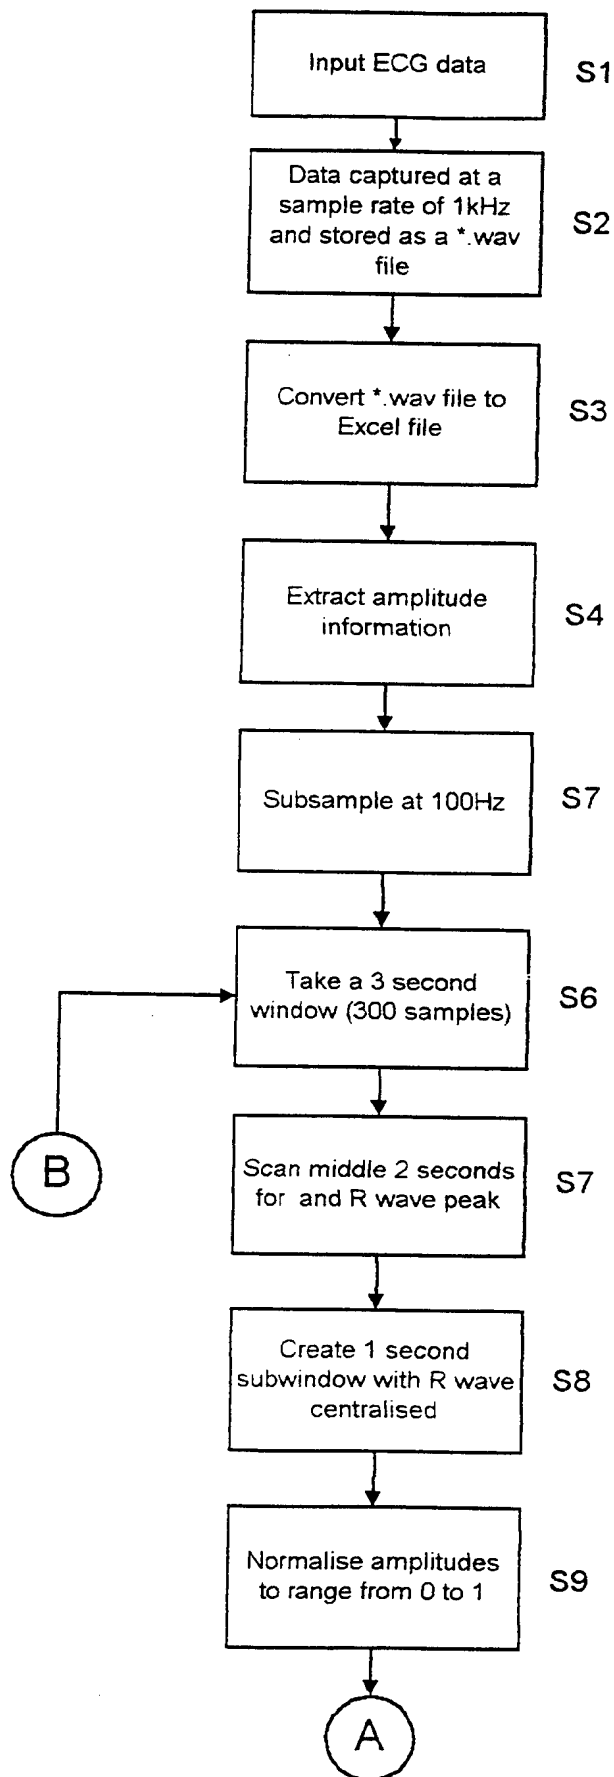 Input ECG data
S1
Data captured at a
sample rate of 1kHz
and stored as a *.wav
file
S2
Convert *.wav file to
Excel file
S3
Extract amplitude
information
S4
Subsample at 100Hz
S7
Take a 3 second
window (300 samples)
S6
B
Scan middle 2 seconds
for and R wave peak
S7
Create 1 second
subwindow with R wave
centralised
S8
Normalise amplitudes
to range from 0 to 1
S9
A